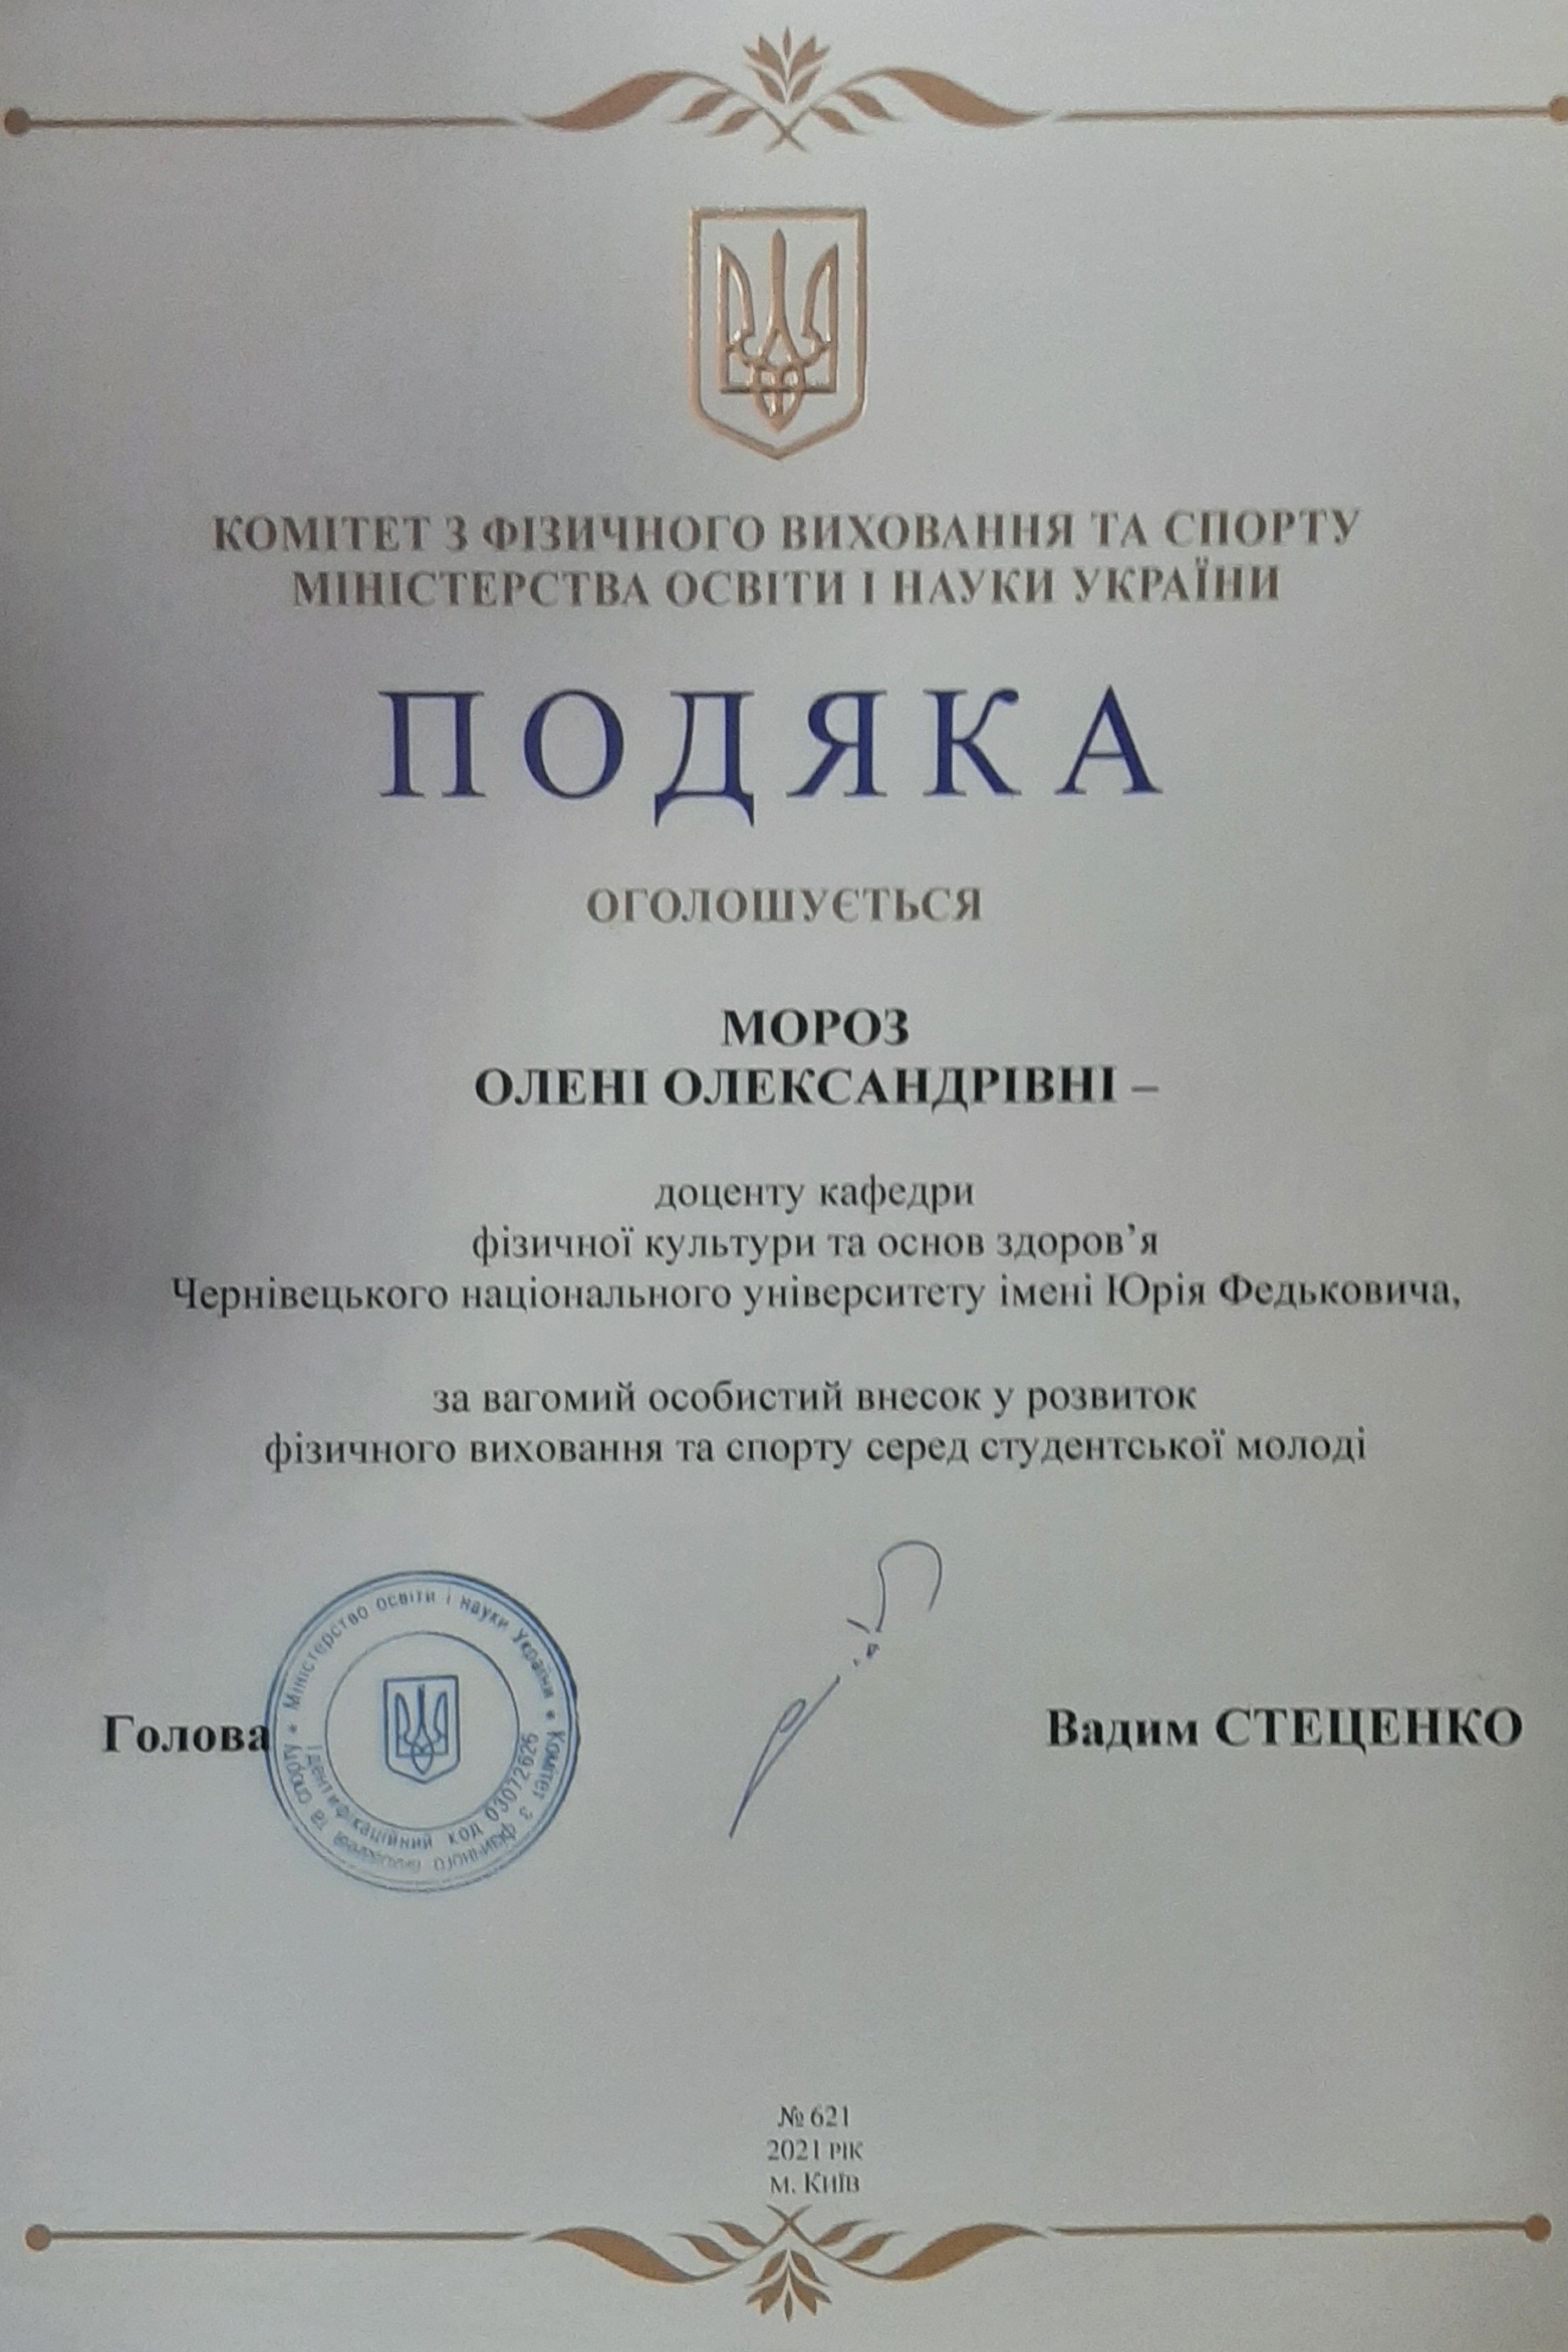 КОМІТЕТ З ФІЗИЧНОГО ВИХОВАННЯ ТА СПОРТУ
МІНІСТЕРСТВА ОСВІТИ І НАУКИ УКРАЇНИ
ПОДЯКА
ОГОЛОШУЄТЬСЯ
МОРОЗ
ОЛЕНІ ОЛЕКСАНДРІВНІ –
доценту кафедри
фізичної культури та основ здоров’я
Чернівецького національного університету імені Юрія Федьковича,
за вагомий особистий внесок у розвиток
фізичного виховання та спорту серед студентської молоді
Голова
Міністерство освіти і науки України * Комітет з фізичного виховання та спорту *
Ідентифікаційний код 03072626
Вадим СТЕЦЕНКО
№ 621
2021 РІК
М. КИЇВ